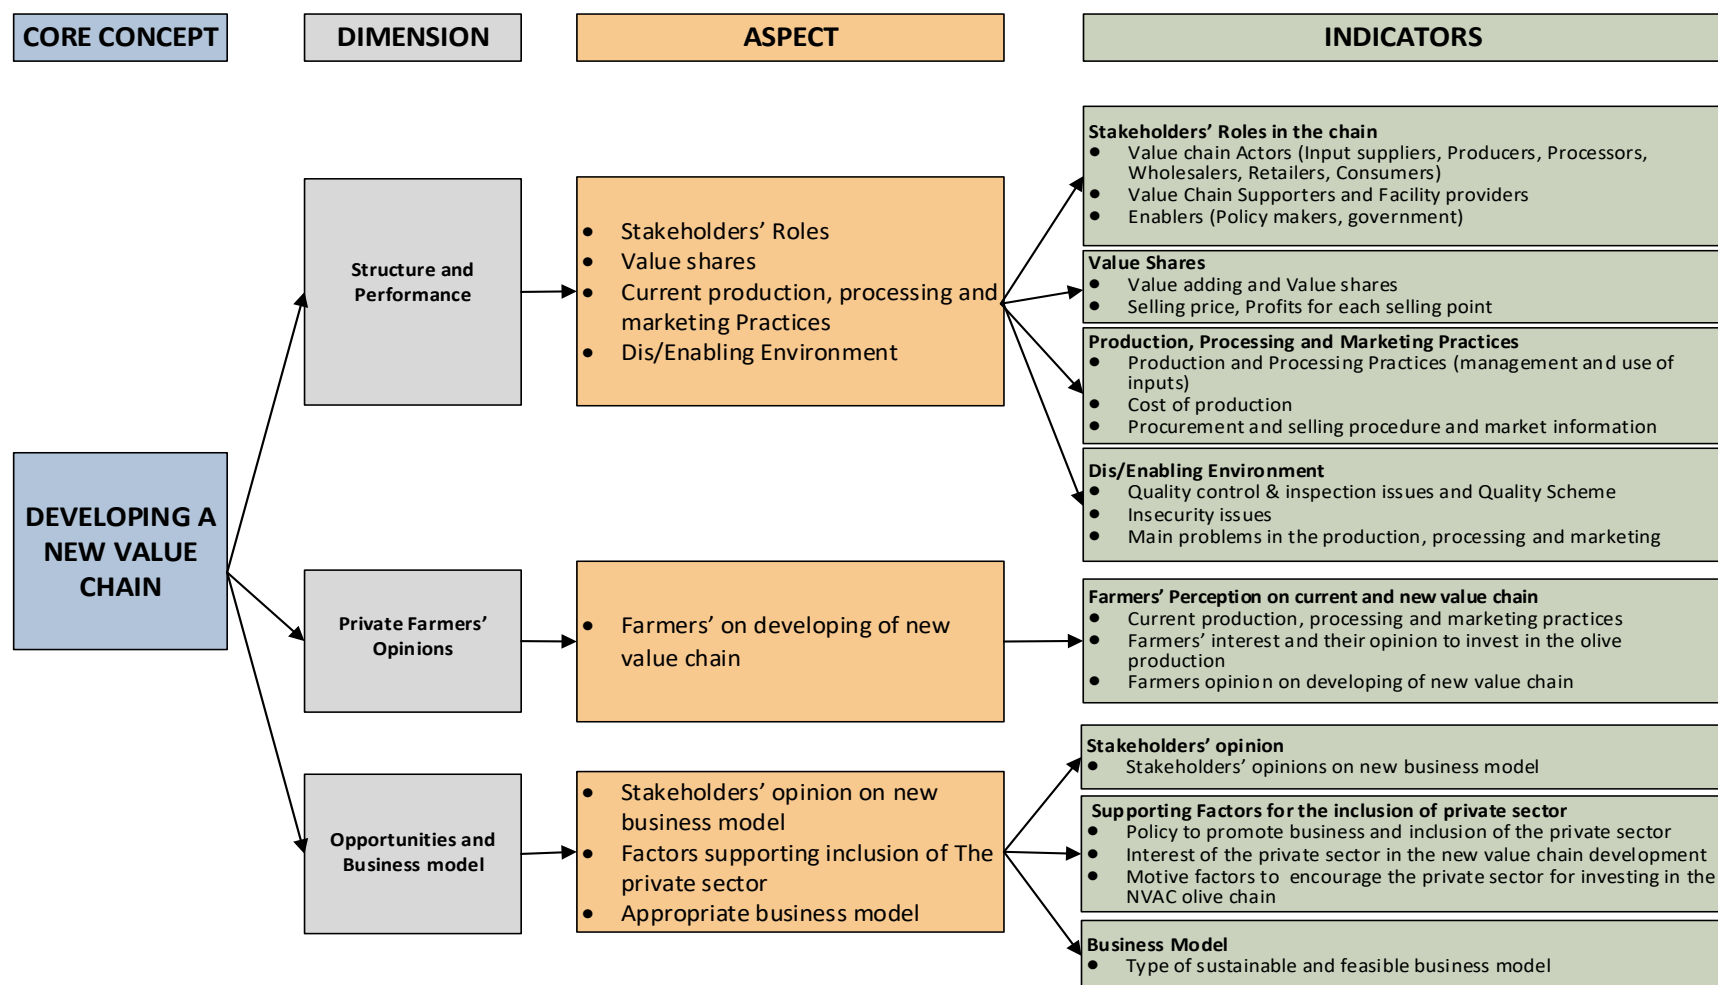 CORE CONCEPT
DIMENSION
ASPECT
INDICATORS
DEVELOPING A
NEW VALUE
CHAIN
Structure and
Performance
• Stakeholders’ Roles
• Value shares
• Current production, processing and
marketing Practices
• Dis/Enabling Environment
Stakeholders’ Roles in the chain
• Value chain Actors (Input suppliers, Producers, Processors,
Wholesalers, Retailers, Consumers)
• Value Chain Supporters and Facility providers
• Enablers (Policy makers, government)
Value Shares
• Value adding and Value shares
• Selling price, Profits for each selling point
Production, Processing and Marketing Practices
• Production and Processing Practices (management and use of
inputs)
• Cost of production
• Procurement and selling procedure and market information
Dis/Enabling Environment
• Quality control & inspection issues and Quality Scheme
• Insecurity issues
• Main problems in the production, processing and marketing
Private Farmers’
Opinions
• Farmers’ on developing of new
value chain
Farmers’ Perception on current and new value chain
• Current production, processing and marketing practices
• Farmers’ interest and their opinion to invest in the olive
production
• Farmers opinion on developing of new value chain
Opportunities and
Business model
• Stakeholders’ opinion on new
business model
• Factors supporting inclusion of The
private sector
• Appropriate business model
Stakeholders’ opinion
• Stakeholders’ opinions on new business model
Supporting Factors for the inclusion of private sector
• Policy to promote business and inclusion of the private sector
• Interest of the private sector in the new value chain development
• Motive factors to encourage the private sector for investing in the
NVAC olive chain
Business Model
• Type of sustainable and feasible business model